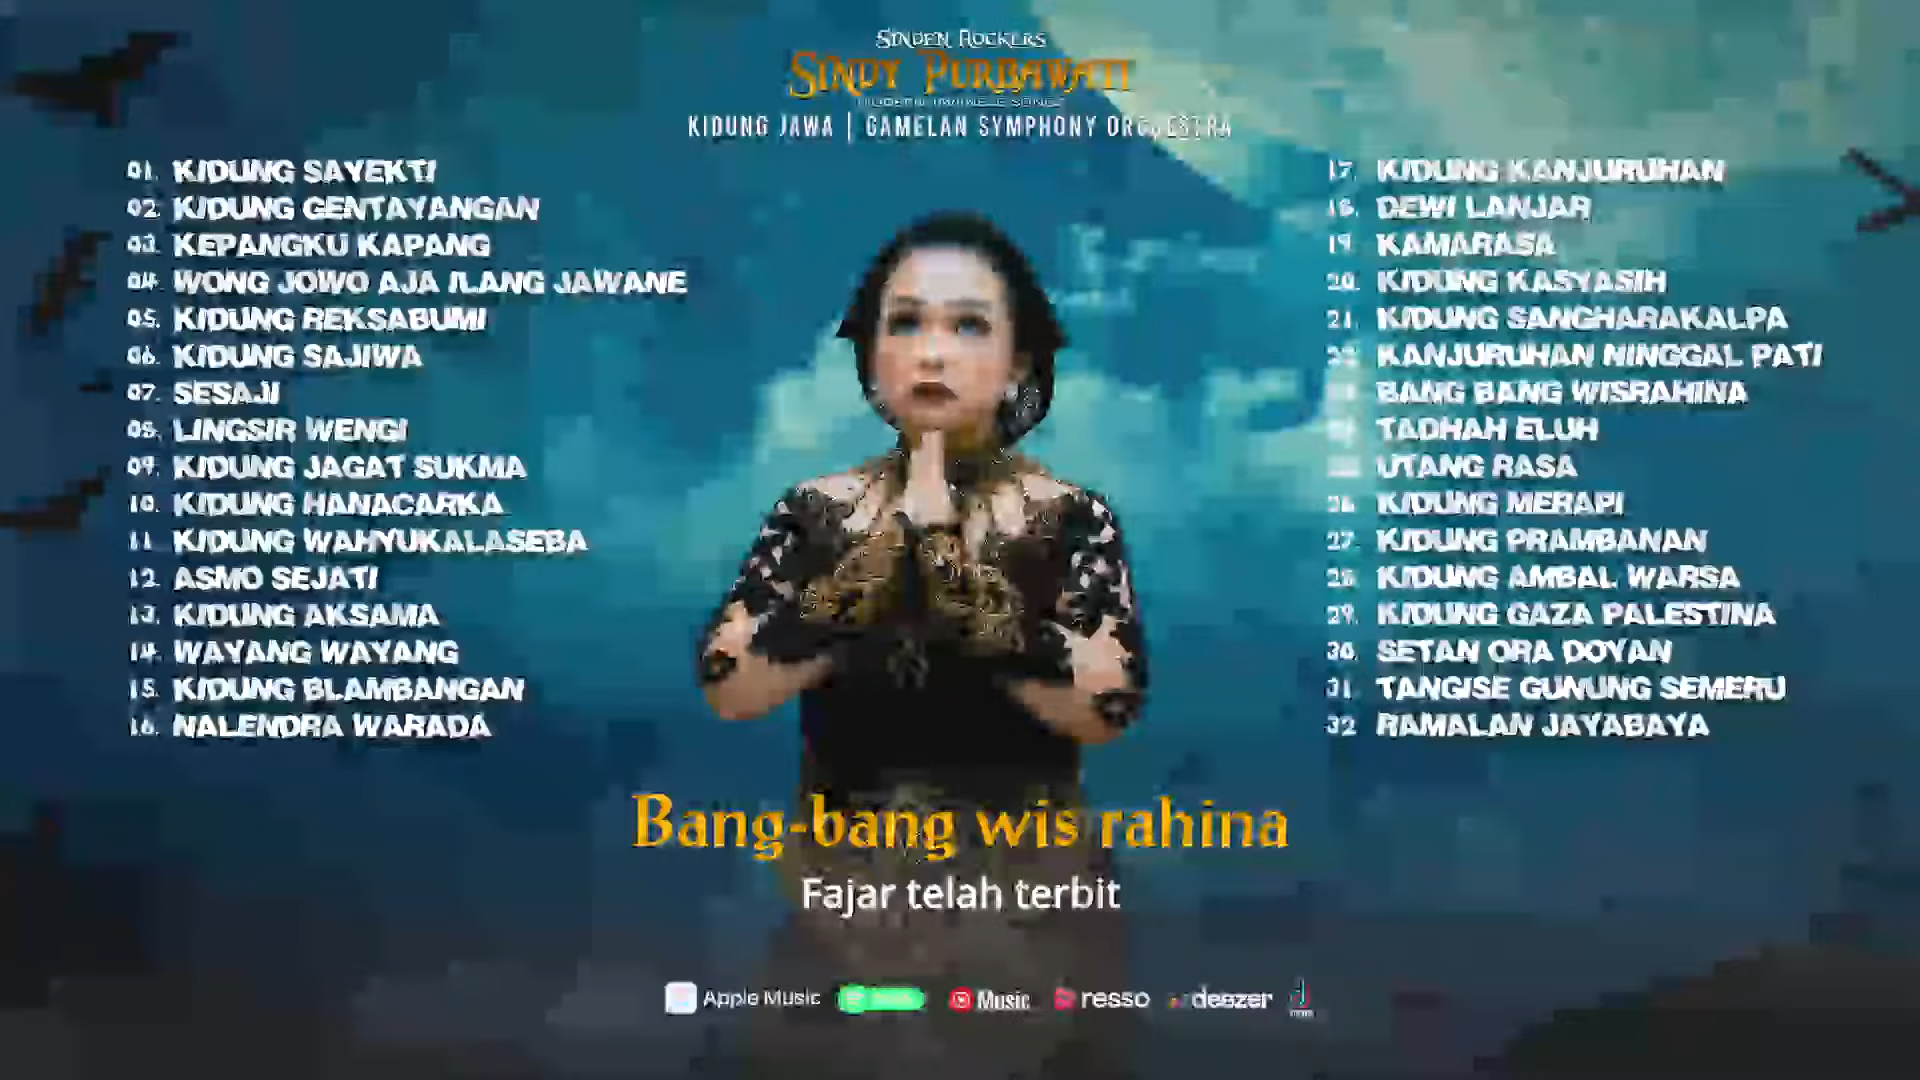 SINDEN ROCKERS
SINDY PURBAWATI
KIDUNG JAWA | GAMELAN SYMPHONY ORCHESTRA
01. KIDUNG SAYEKTI
02. KIDUNG GENTAYANGAN
03. KEPANGKU KAPANG
04. WONG JOWO AJA ILANG JAWANE
05. KIDUNG REKSABUMI
06. KIDUNG SAJIWA
07. SESAJI
08. LINGSIR WENGI
09. KIDUNG JAGAT SUKMA
10. KIDUNG HANACARKA
11. KIDUNG WAHYUKALASEBA
12. ASMO SEJATI
13. KIDUNG AKSAMA
14. WAYANG WAYANG
15. KIDUNG BLAMBANGAN
16. NALENDRA WARADA
17. KIDUNG KANJURUHAN
18. DEWI LANJAR
19. KAMARASA
20. KIDUNG KASYASIH
21. KIDUNG SANGHARAKALPA
22. KANJURUHAN NINGGAL PATI
BANG BANG WISRAHINA
TADHAH ELUH
UTANG RASA
26. KIDUNG MERAPI
27. KIDUNG PRAMBANAN
28. KIDUNG AMBAL WARSA
29. KIDUNG GAZA PALESTINA
30. SETAN ORA DOYAN
31. TANGISE GUNUNG SEMERU
32. RAMALAN JAYABAYA
Bang-bang wis rahina
Fajar telah terbit
Apple Music Music resso deezer